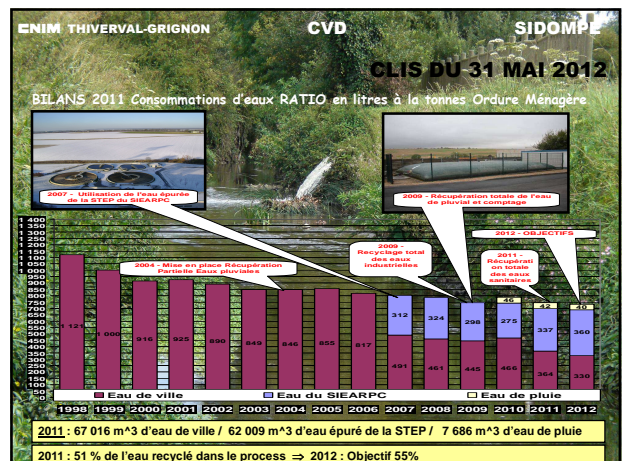 CNIM THIVERVAL-GRIGNON CVD SIDOMPE
CLIS DU 31 MAI 2012
BILANS 2011 Consommations d'eaux RATIO en litres à la tonnes Ordure Ménagère
2007 - Utilisation de l'eau épurée
de la STEP du SIEARPC
2009 - Récupération totale de l'eau
de pluvial et comptage
2012 - OBJECTIFS
2009 -
Recyclage total
des eaux
industrielles
2011 -
Récupérati
on totale
des eaux
sanitaires
2004 - Mise en place Récupération
Partielle Eaux pluviales
1 400
1 350
1 300
1 250
1 200
1 150
1 100
1 050
1 000
950
900
850
800
750
700
650
600
550
500
450
400
350
300
250
200
150
100
50
0
1 121
1 000
916
925
890
849
846
855
817
491
312
461
324
445
298
466
275
46
364
337
42
330
360
40
Eau de ville Eau du SIEARPC Eau de pluie
1998 1999 2000 2001 2002 2003 2004 2005 2006 2007 2008 2009 2010 2011 2012
2011 : 67 016 m^3 d'eau de ville / 62 009 m^3 d'eau épuré de la STEP / 7 686 m^3 d'eau de pluie
2011 : 51 % de l'eau recyclé dans le process ⇒ 2012 : Objectif 55%